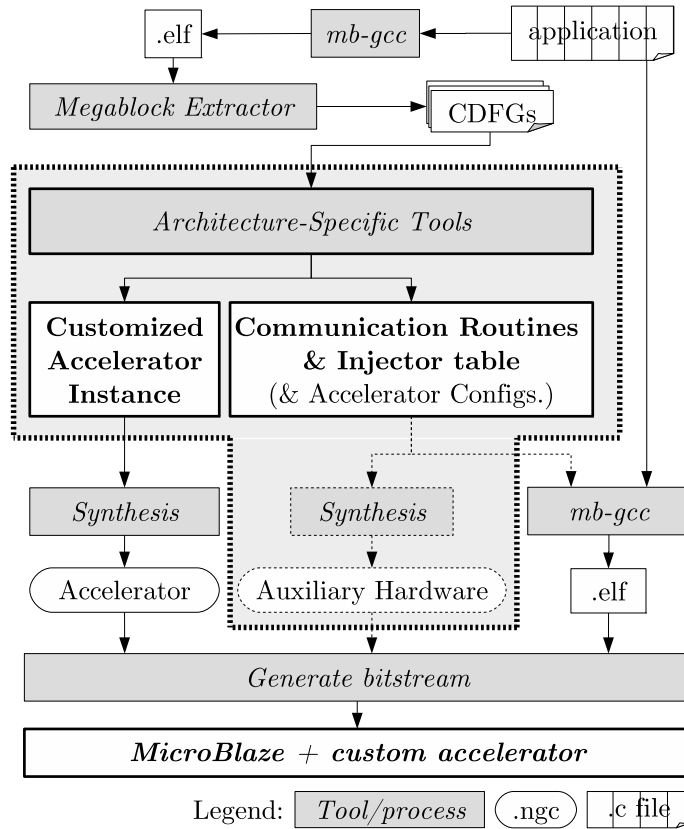 .elf
mb-gcc
application
Megablock Extractor
CDFGs
Architecture-Specific Tools
Customized
Accelerator
Instance
Communication Routines
& Injector table
(& Accelerator Configs.)
Synthesis
Synthesis
mb-gcc
Accelerator
Auxiliary Hardware
.elf
Generate bitstream
MicroBlaze + custom accelerator
Legend:
Tool/process
.ngc
.c file